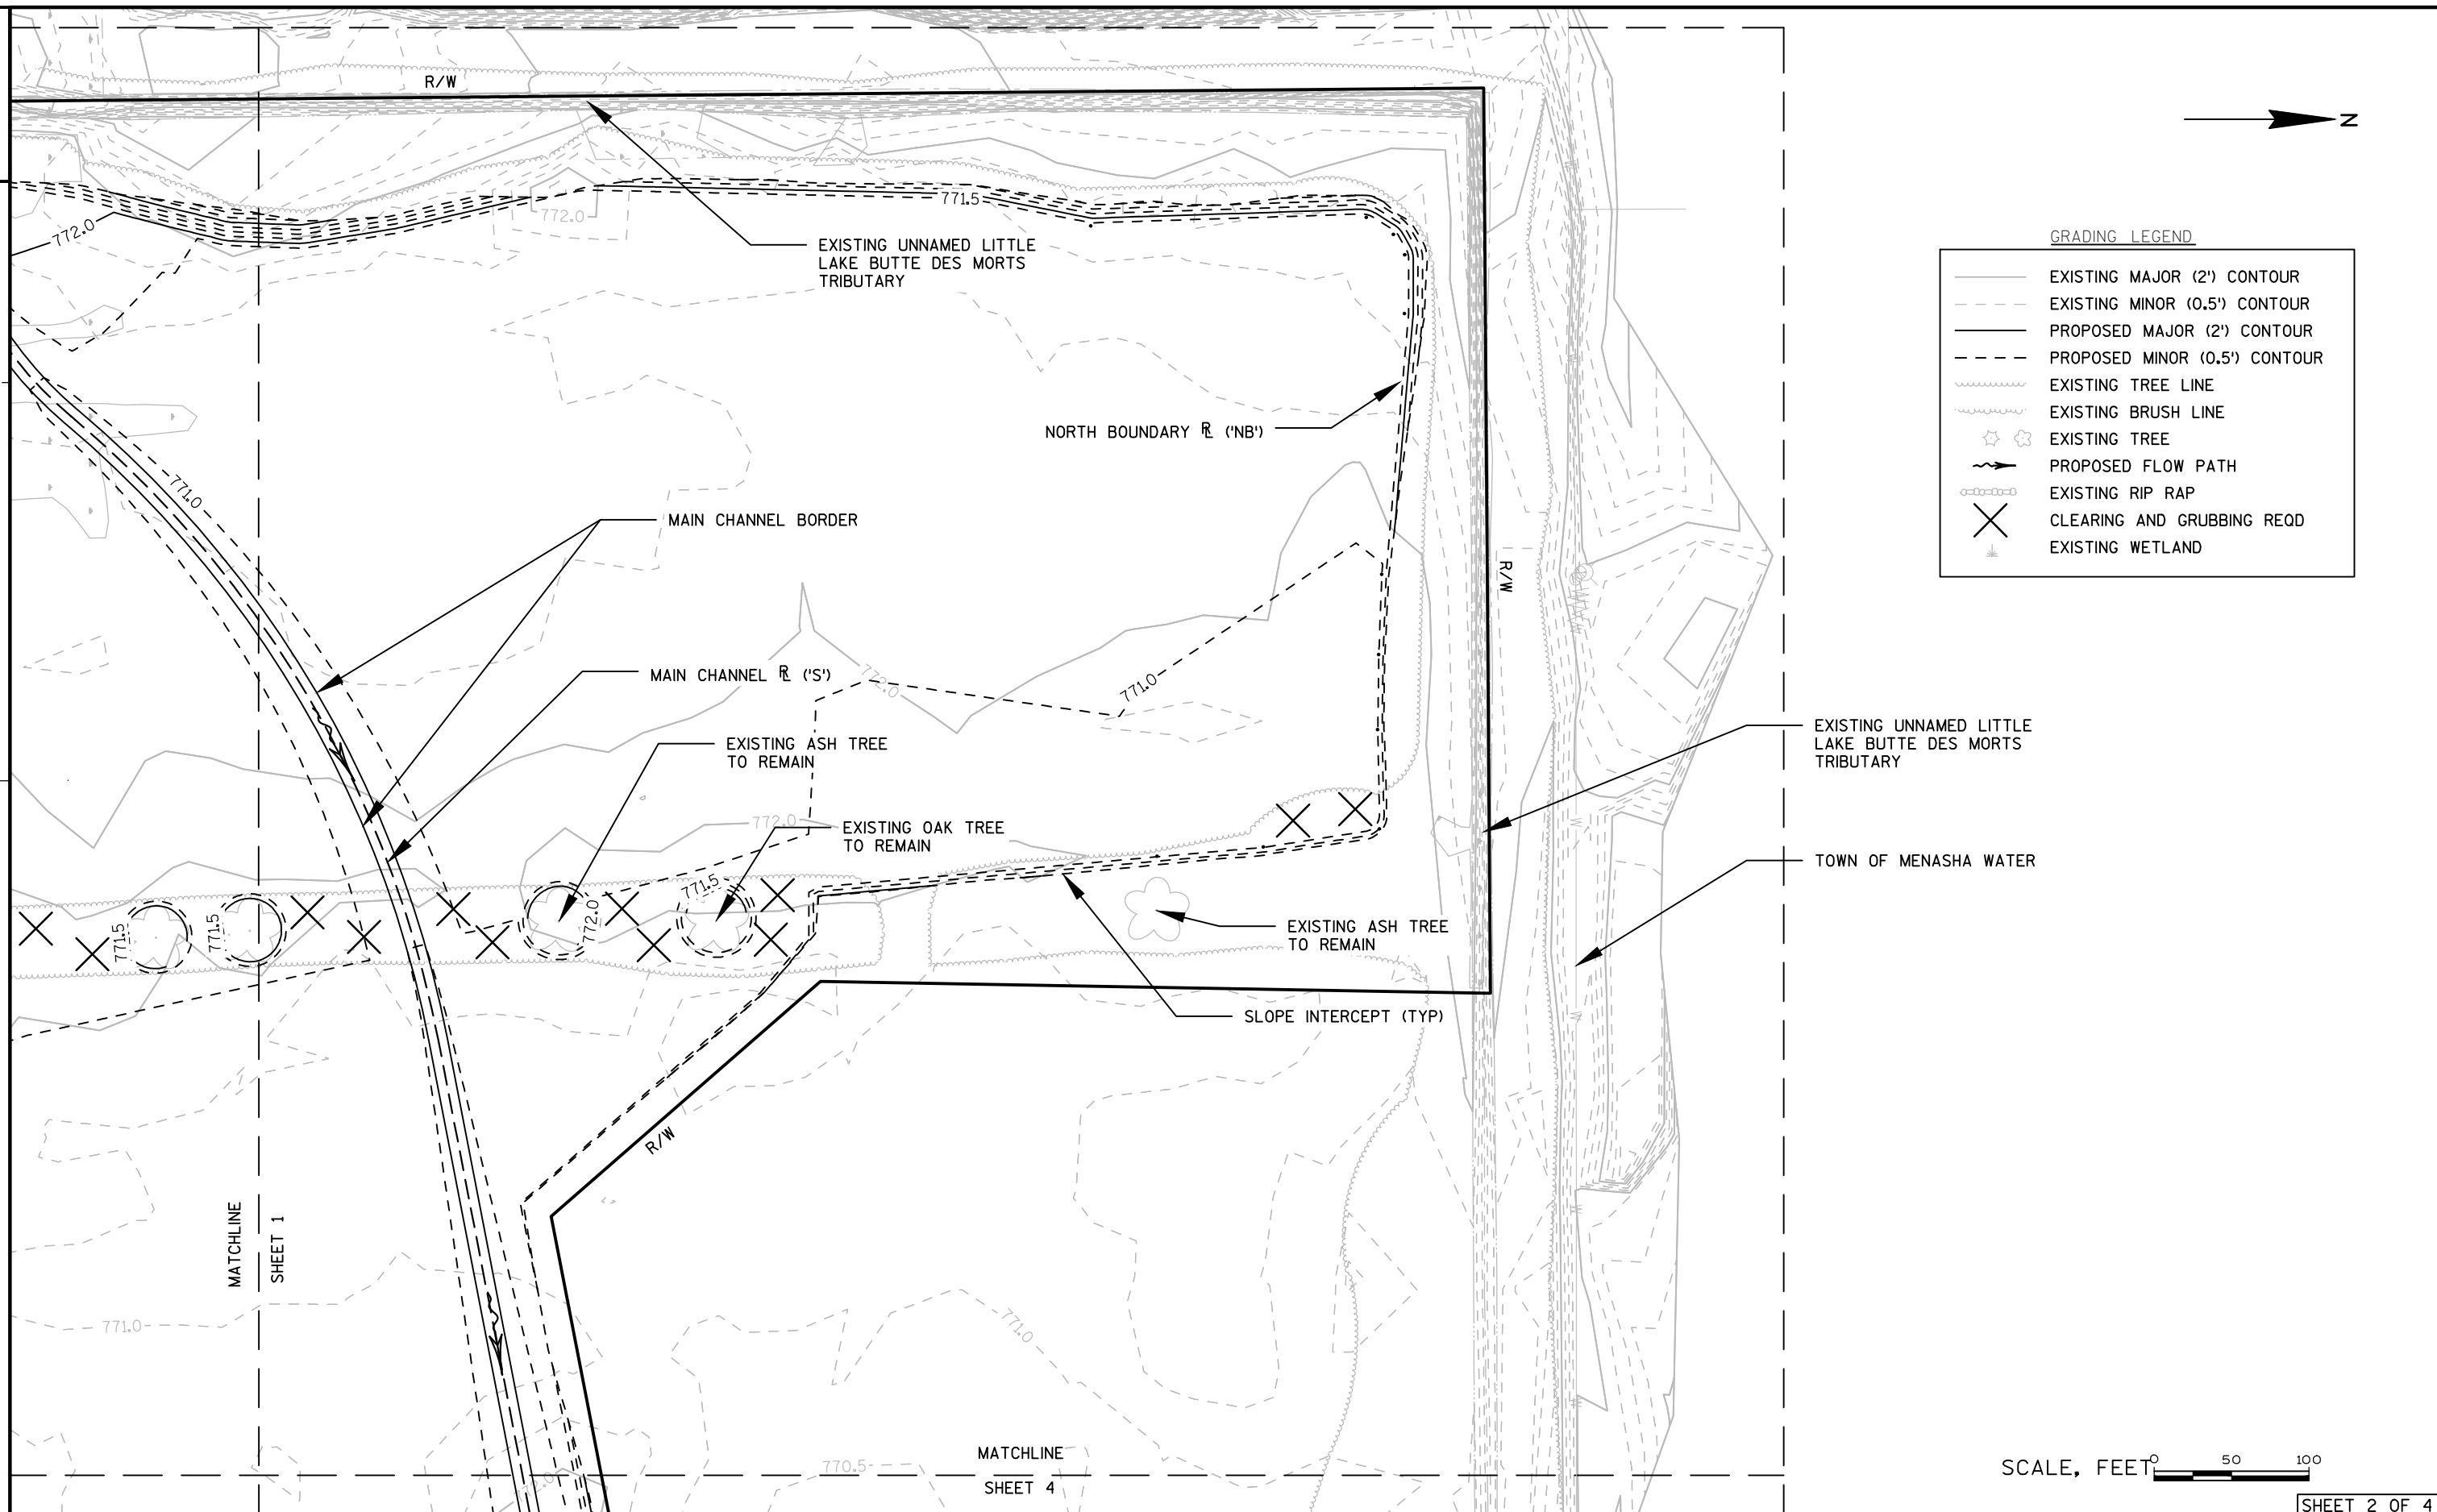 R/W
N
772.0
772.0
771.5
GRADING LEGEND
EXISTING MAJOR (2') CONTOUR
EXISTING MINOR (0.5') CONTOUR
PROPOSED MAJOR (2') CONTOUR
PROPOSED MINOR (0.5') CONTOUR
EXISTING TREE LINE
EXISTING BRUSH LINE
EXISTING TREE
PROPOSED FLOW PATH
EXISTING RIP RAP
CLEARING AND GRUBBING REQD
EXISTING WETLAND
EXISTING UNNAMED LITTLE
LAKE BUTTE DES MORTS
TRIBUTARY
NORTH BOUNDARY ('NB')
771.0
MAIN CHANNEL BORDER
R/W
MAIN CHANNEL ('S')
772.0
771.0
EXISTING ASH TREE
TO REMAIN
EXISTING UNNAMED LITTLE
LAKE BUTTE DES MORTS
TRIBUTARY
772.0
EXISTING OAK TREE
TO REMAIN
TOWN OF MENASHA WATER
771.5
771.5
772.0
771.5
EXISTING ASH TREE
TO REMAIN
SLOPE INTERCEPT (TYP)
R/W
MATCHLINE
SHEET 1
771.0
771.0
MATCHLINE
770.5
SHEET 4
SCALE, FEET
0 50 100
SHEET 2 OF 4